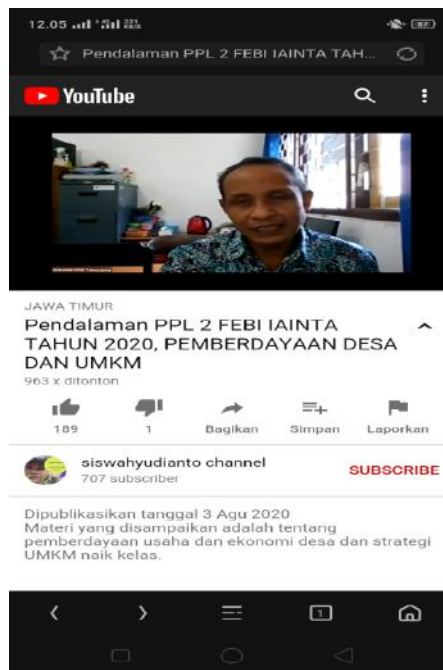 12.05
87
Pendalaman PPL 2 FEBI IAINTA TAH...
YouTube
JAWA TIMUR
Pendalaman PPL 2 FEBI IAINTA
TAHUN 2020, PEMBERDAYAAN DESA
DAN UMKM
963 x ditonton
189
1
Bagikan
Simpan
Laporkan
siswahyudianto channel
707 subscriber
SUBSCRIBE
Dipublikasikan tanggal 3 Agu 2020
Materi yang disampaikan adalah tentang
pemberdayaan usaha dan ekonomi desa dan strategi
UMKM naik kelas.
1